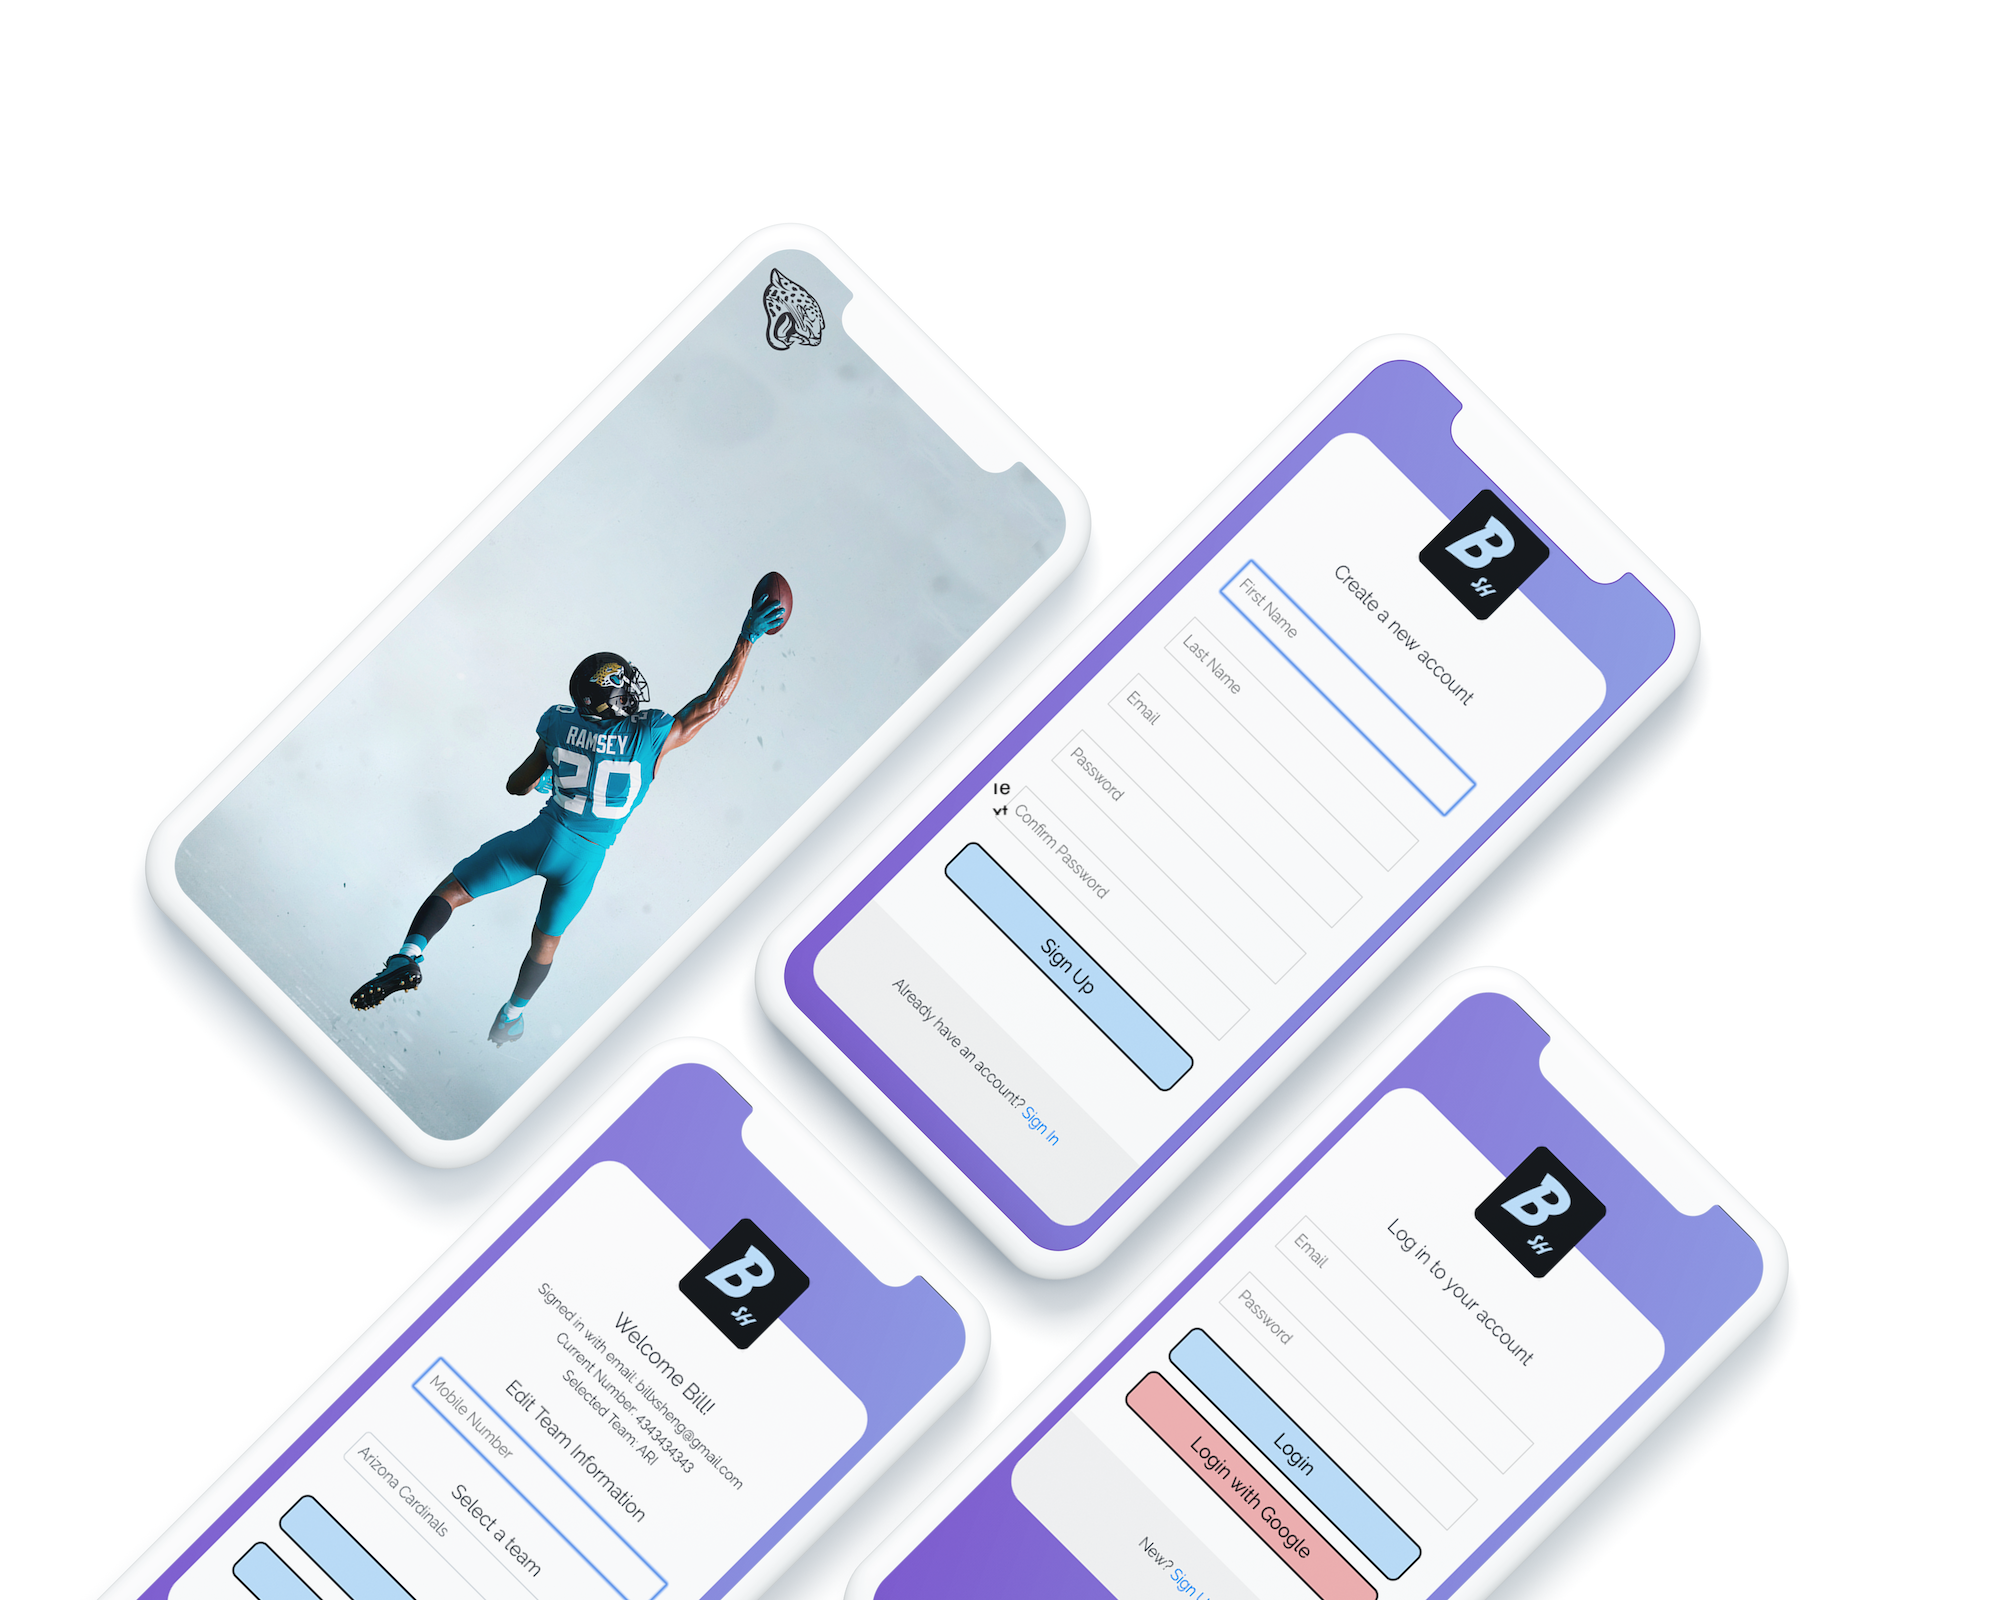 RAMSEY
20
B
SH
Create a new account
First Name
Last Name
Email
Password
Confirm Password
Sign Up
Already have an account? Sign In
B
SH
Welcome Bill!
Signed in with email: billxsheng@gmail.com
Current Number: 4343434343
Selected Team: ARI
Edit Team Information
Mobile Number
Select a team
Arizona Cardinals
B
SH
Log in to your account
Email
Password
Login
Login with Google
New? Sign